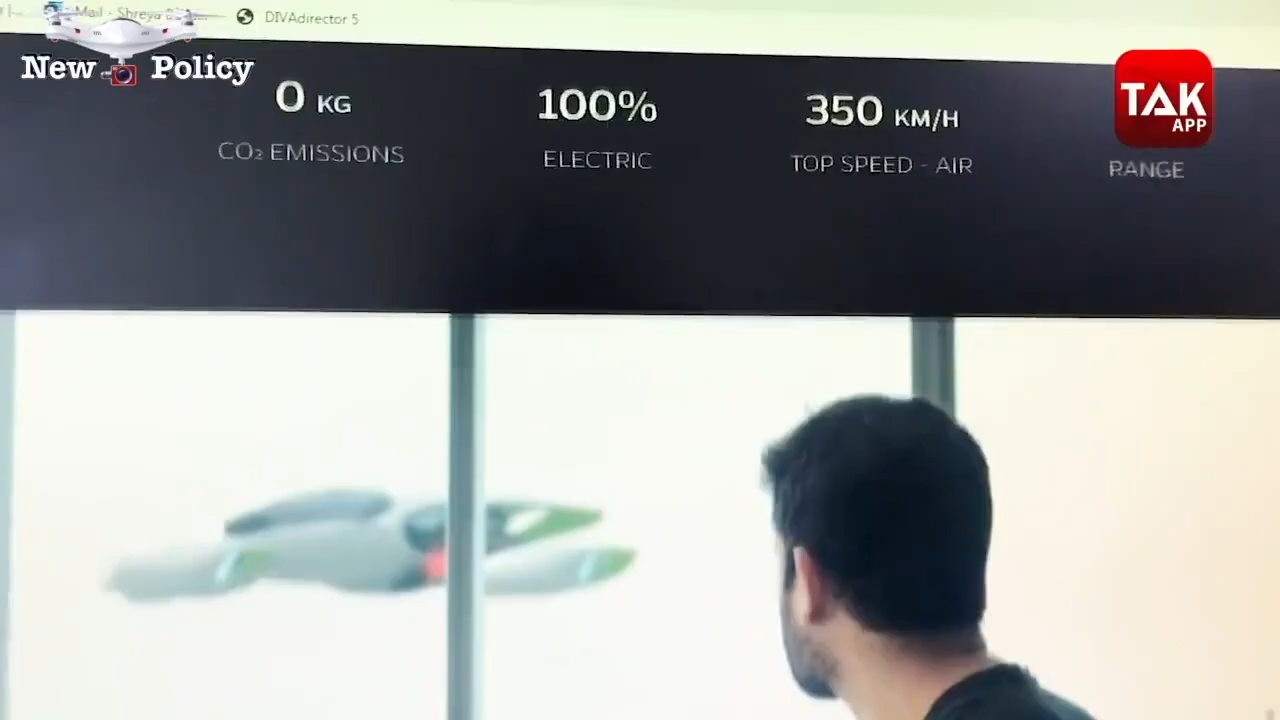 DIVAdirector 5
New Policy
0 KG
CO₂ EMISSIONS
100%
ELECTRIC
350 KM/H
TOP SPEED - AIR
RANGE
TAK
APP